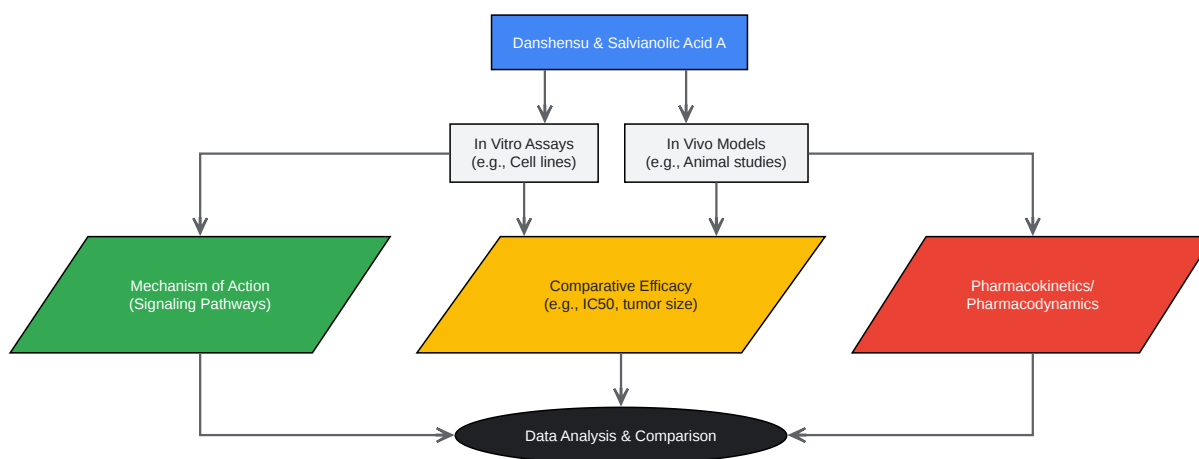 Danshensu & Salvianolic Acid A
In Vitro Assays
(e.g., Cell lines)
In Vivo Models
(e.g., Animal studies)
Mechanism of Action
(Signaling Pathways)
Comparative Efficacy
(e.g., IC50, tumor size)
Pharmacokinetics/
Pharmacodynamics
Data Analysis & Comparison